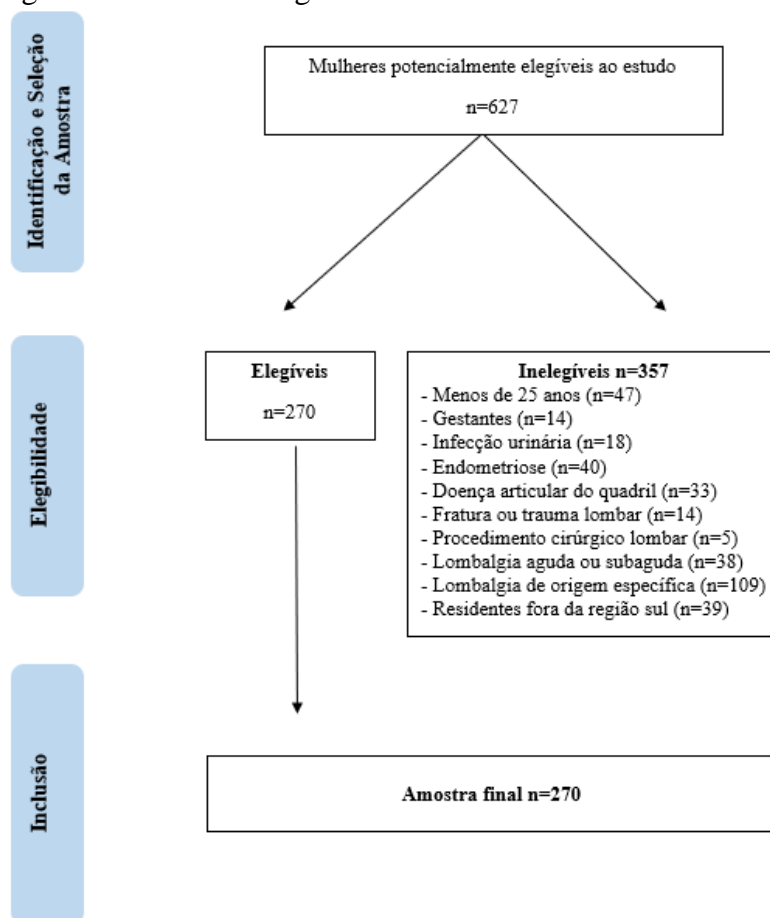 Identificação e Seleção
da Amostra
Mulheres potencialmente elegíveis ao estudo
n=627
Elegibilidade
Elegíveis
n=270
Inelegíveis n=357
- Menos de 25 anos (n=47)
- Gestantes (n=14)
- Infecção urinária (n=18)
- Endometriose (n=40)
- Doença articular do quadril (n=33)
- Fratura ou trauma lombar (n=14)
- Procedimento cirúrgico lombar (n=5)
- Lombalgia aguda ou subaguda (n=38)
- Lombalgia de origem específica (n=109)
- Residentes fora da região sul (n=39)
Inclusão
Amostra final n=270